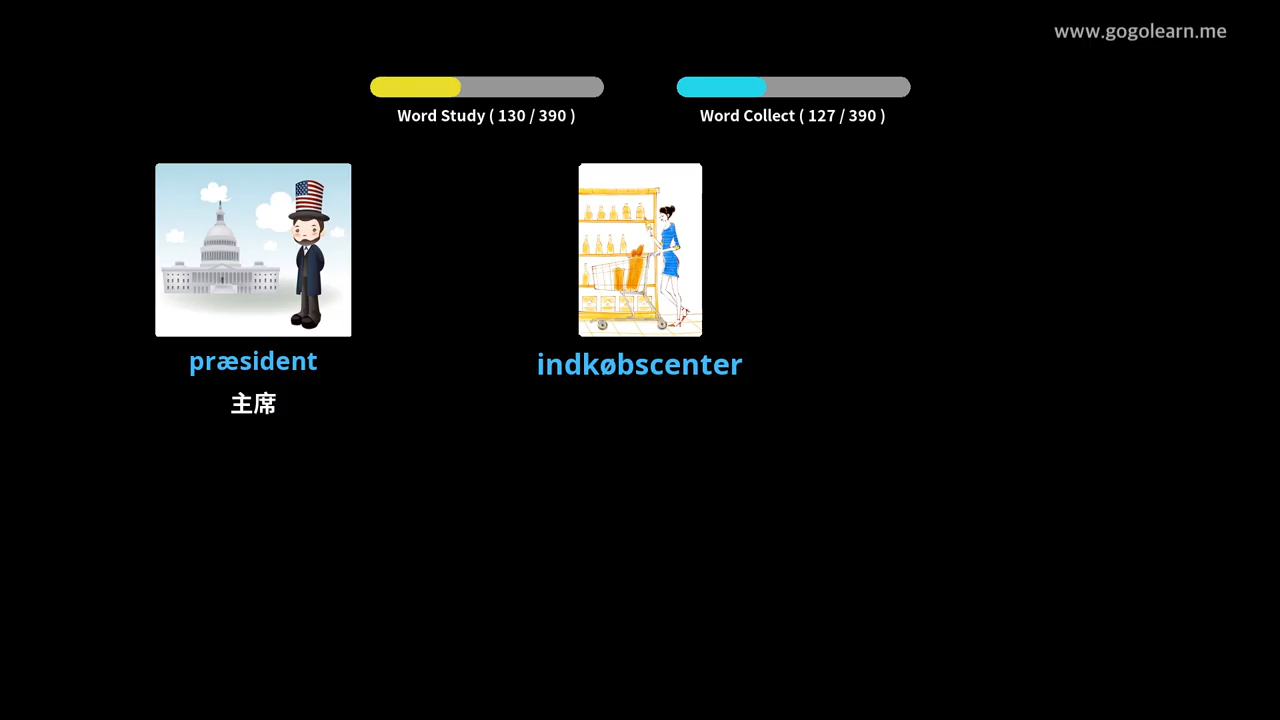 www.gogolearn.me
Word Study ( 130 / 390 )
Word Collect ( 127 / 390 )
præsident
主席
indkøbscenter